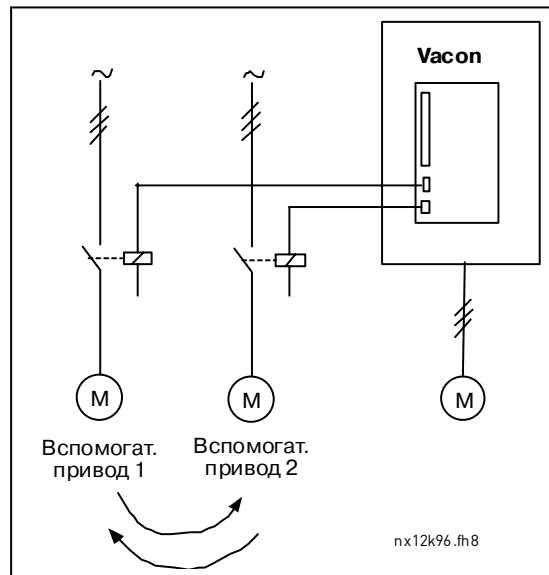 Vacon
M
M
M
Вспомогат.
привод 1
Вспомогат.
привод 2
nx12k96.fh8